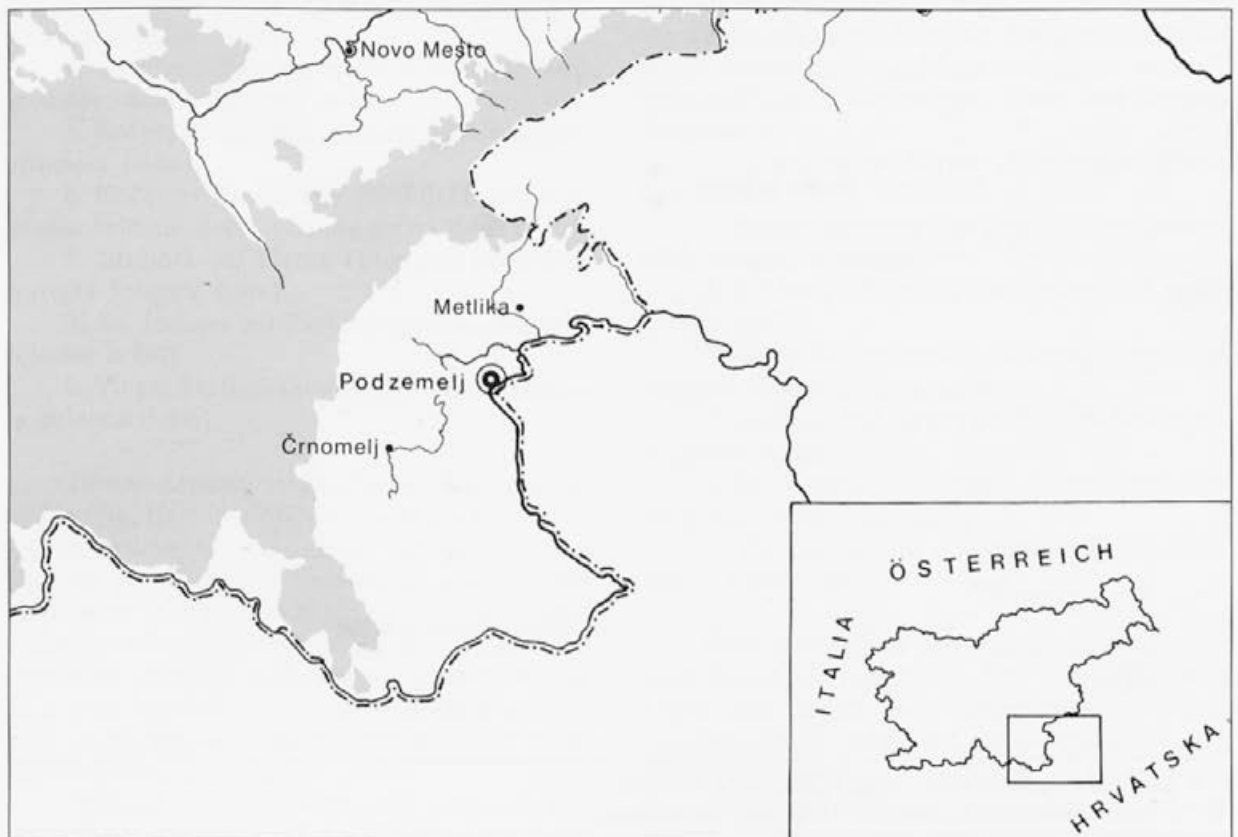 Novo Mesto
Metlika
Podzemelj
Črnomelj
ÖSTERREICH
ITALIA
HRVATSKA